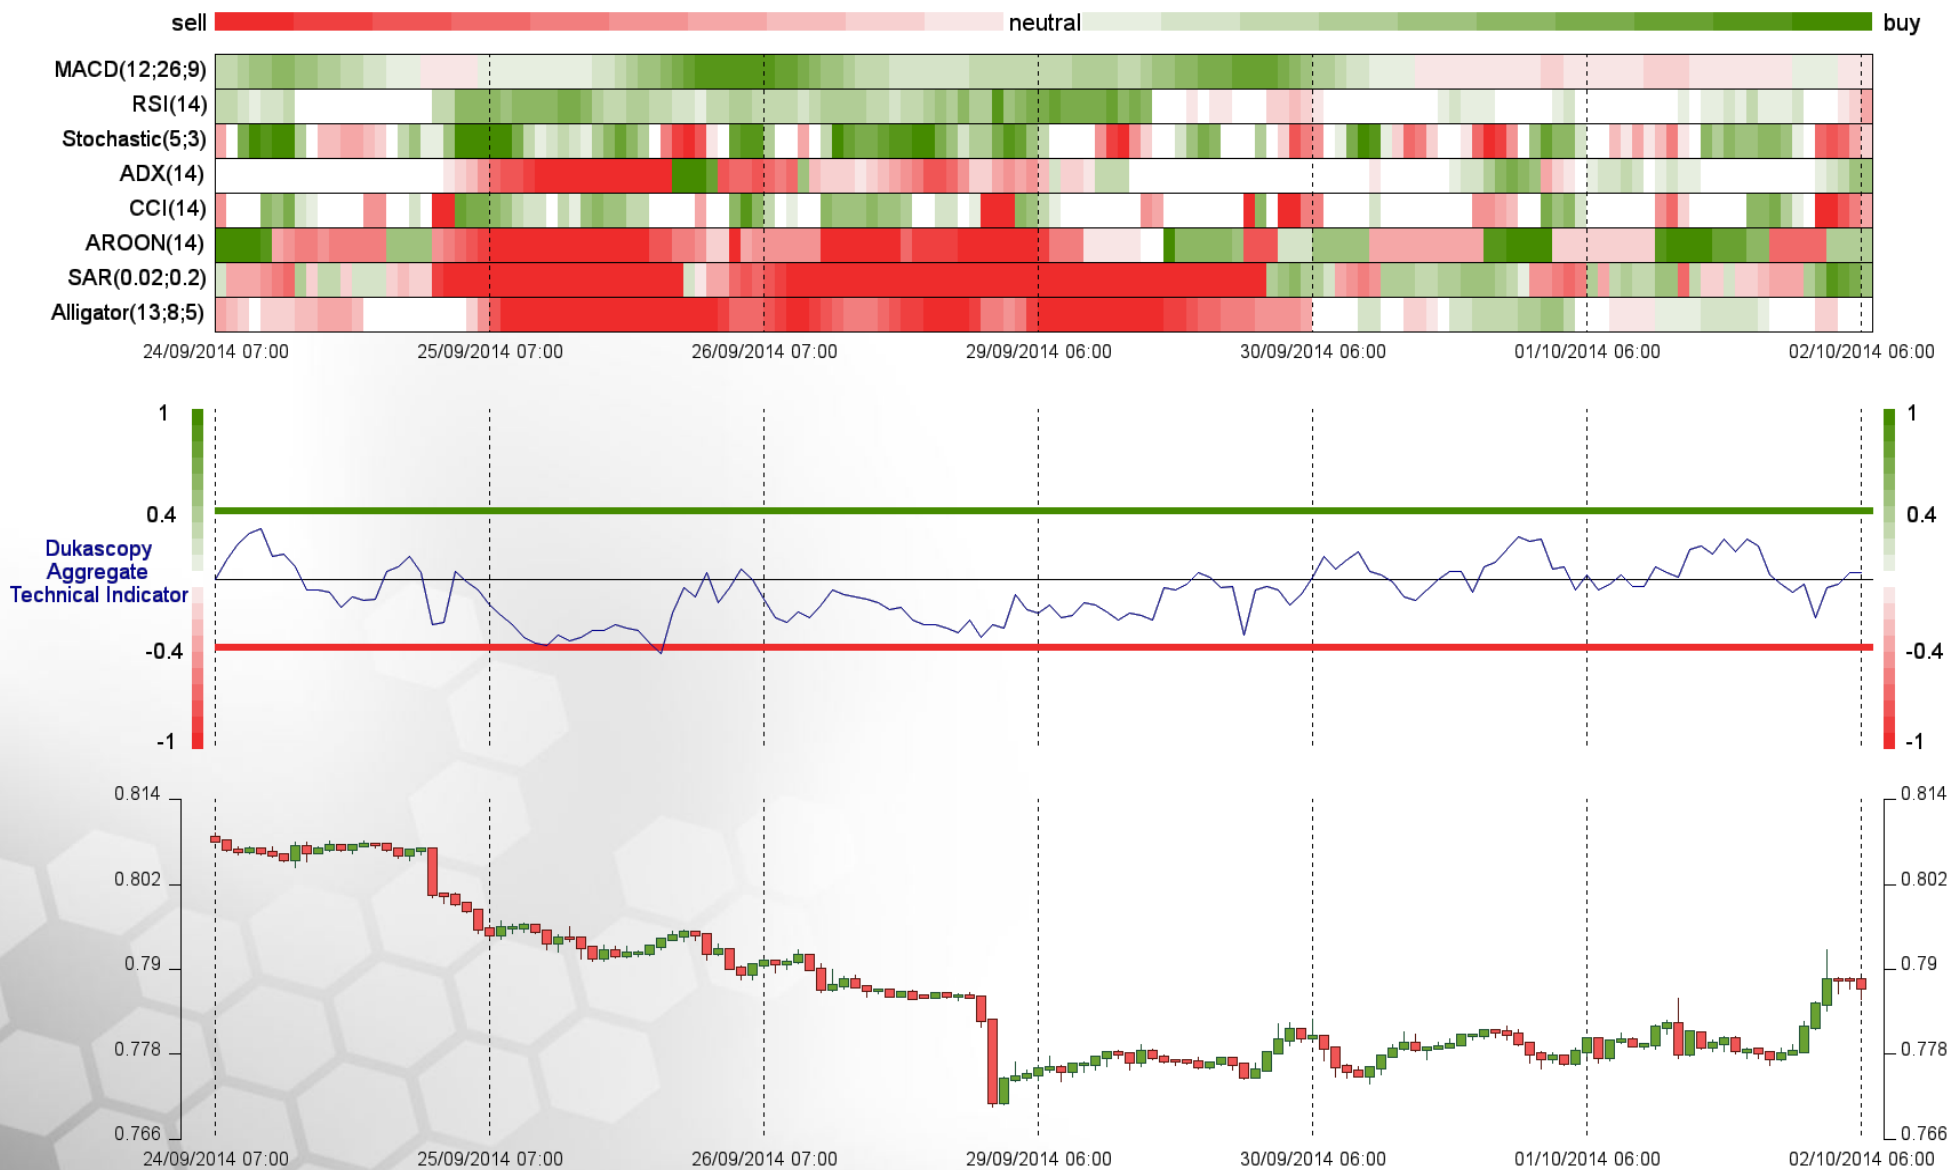 sell neutral buy
MACD(12;26;9)
RSI(14)
Stochastic(5;3)
ADX(14)
CCI(14)
AROON(14)
SAR(0.02;0.2)
Alligator(13;8;5)
24/09/2014 07:00 25/09/2014 07:00 26/09/2014 07:00 29/09/2014 06:00 30/09/2014 06:00 01/10/2014 06:00 02/10/2014 06:00
1 1
0.4 0.4
Dukascopy
Aggregate
Technical Indicator
-0.4 -0.4
-1 -1
0.814 0.814
0.802 0.802
0.79 0.79
0.778 0.778
0.766 0.766
24/09/2014 07:00 25/09/2014 07:00 26/09/2014 07:00 29/09/2014 06:00 30/09/2014 06:00 01/10/2014 06:00 02/10/2014 06:00